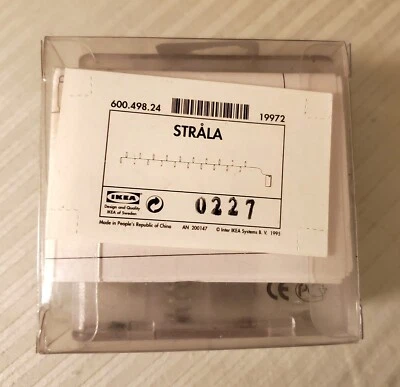 600.498.24 19972
STRÅLA
IKEA
Design and Quality
IKEA of Sweden
0227
Made in People's Republic of China AN 200147 © Inter IKEA Systems B. V. 1995
CE